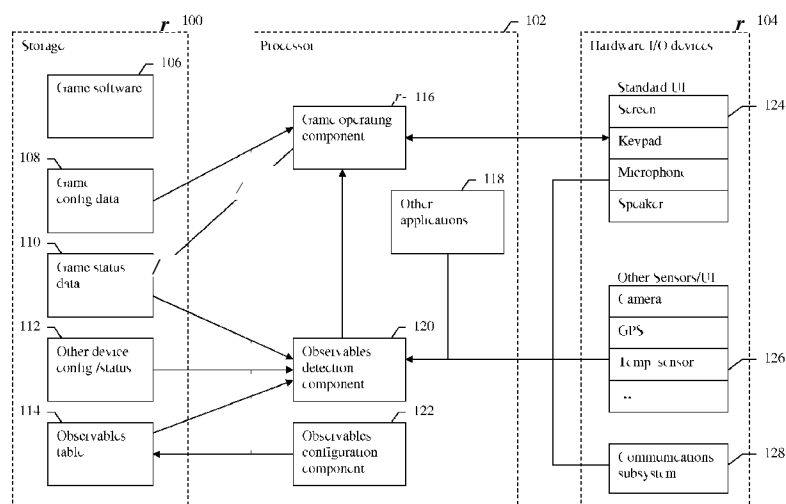 r 100
102
r 104
Storage
Processor
Hardware I/O devices
106
Game software
r- 116
Game operating
component
Standard UI
Screen
124
Keypad
Microphone
Speaker
108
Game
config data
118
Other
applications
110
Game status
data
Other Sensors/UI
Camera
GPS
Temp sensor
126
..
112
Other device
config /status
120
Observables
detection
component
114
Observables
table
122
Observables
configuration
component
Communications
subsystem
128